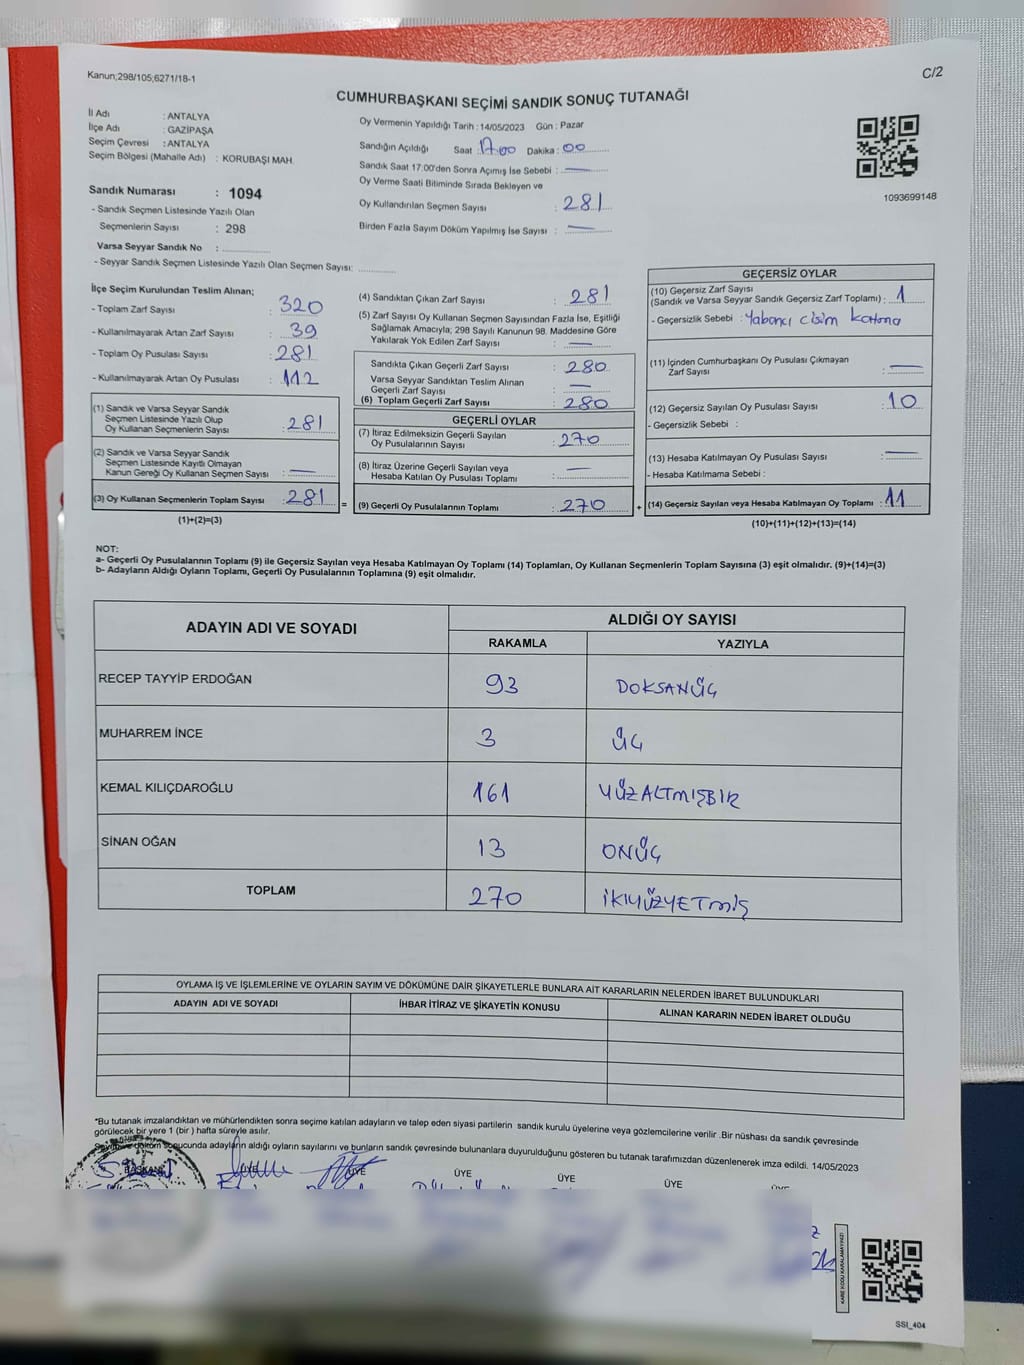 Kanun;298/105;6271/18-1
C/2
CUMHURBAŞKANI SEÇİMİ SANDIK SONUÇ TUTANAĞI
İl Adı : ANTALYA
İlçe Adı : GAZİPAŞA
Seçim Çevresi : ANTALYA
Seçim Bölgesi (Mahalle Adı) : KORUBAŞI MAH.
Sandık Numarası : 1094
- Sandık Seçmen Listesinde Yazılı Olan
Seçmenlerin Sayısı : 298
Varsa Seyyar Sandık No :
- Seyyar Sandık Seçmen Listesinde Yazılı Olan Seçmen Sayısı:
Oy Vermenin Yapıldığı Tarih : 14/05/2023 Gün : Pazar
Sandığın Açıldığı Saat : 17.00 Dakika : 00
Sandık Saat 17:00'den Sonra Açımış İse Sebebi : —
Oy Verme Saati Bitiminde Sırada Bekleyen ve
Oy Kullandırılan Seçmen Sayısı : 281
Birden Fazla Sayım Döküm Yapılmış İse Sayısı : —
1093699148
İlçe Seçim Kurulundan Teslim Alınan;
- Toplam Zarf Sayısı : 320
- Kullanılmayarak Artan Zarf Sayısı : 39
- Toplam Oy Pusulası Sayısı : 281
- Kullanılmayarak Artan Oy Pusulası : 112
(1) Sandık ve Varsa Seyyar Sandık
Seçmen Listesinde Yazılı Olup
Oy Kullanan Seçmenlerin Sayısı : 281
(2) Sandık ve Varsa Seyyar Sandık
Seçmen Listesinde Kayıtlı Olmayan
Kanun Gereği Oy Kullanan Seçmen Sayısı : —
(3) Oy Kullanan Seçmenlerin Toplam Sayısı : 281 =
(1)+(2)=(3)
(4) Sandıktan Çıkan Zarf Sayısı : 281
(5) Zarf Sayısı Oy Kullanan Seçmen Sayısından Fazla İse, Eşitliği
Sağlamak Amacıyla; 298 Sayılı Kanunun 98. Maddesine Göre
Yakılarak Yok Edilen Zarf Sayısı : —
Sandıkta Çıkan Geçerli Zarf Sayısı : 280
Varsa Seyyar Sandıktan Teslim Alınan
Geçerli Zarf Sayısı : —
(6) Toplam Geçerli Zarf Sayısı : 280
GEÇERLİ OYLAR
(7) İtiraz Edilmeksizin Geçerli Sayılan
Oy Pusulalarının Sayısı : 270
(8) İtiraz Üzerine Geçerli Sayılan veya
Hesaba Katılan Oy Pusulası Toplamı : —
(9) Geçerli Oy Pusulalarının Toplamı : 270 +
GEÇERSİZ OYLAR
(10) Geçersiz Zarf Sayısı
(Sandık ve Varsa Seyyar Sandık Geçersiz Zarf Toplamı) : 1
- Geçersizlik Sebebi : Yabancı cisim katma
(11) İçinden Cumhurbaşkanı Oy Pusulası Çıkmayan
Zarf Sayısı : —
(12) Geçersiz Sayılan Oy Pusulası Sayısı : 10
- Geçersizlik Sebebi :
(13) Hesaba Katılmayan Oy Pusulası Sayısı : —
- Hesaba Katılmama Sebebi :
(14) Geçersiz Sayılan veya Hesaba Katılmayan Oy Toplamı : 11
(10)+(11)+(12)+(13)=(14)
NOT:
a- Geçerli Oy Pusulalarının Toplamı (9) ile Geçersiz Sayılan veya Hesaba Katılmayan Oy Toplamı (14) Toplamları, Oy Kullanan Seçmenlerin Toplam Sayısına (3) eşit olmalıdır. (9)+(14)=(3)
b- Adayların Aldığı Oyların Toplamı, Geçerli Oy Pusulalarının Toplamına (9) eşit olmalıdır.
ADAYIN ADI VE SOYADI
ALDIĞI OY SAYISI
RAKAMLA YAZIYLA
RECEP TAYYİP ERDOĞAN 93 DOKSANÜÇ
MUHARREM İNCE 3 ÜÇ
KEMAL KILIÇDAROĞLU 161 YÜZALTMIŞBİR
SİNAN OĞAN 13 ONÜÇ
TOPLAM 270 İKİYÜZYETMİŞ
OYLAMA İŞ VE İŞLEMLERİNE VE OYLARIN SAYIM VE DÖKÜMÜNE DAİR ŞİKAYETLERLE BUNLARA AİT KARARLARIN NELERDEN İBARET BULUNDUKLARI
ADAYIN ADI VE SOYADI İHBAR İTİRAZ VE ŞİKAYETİN KONUSU ALINAN KARARIN NEDEN İBARET OLDUĞU
*Bu tutanak imzalandıktan ve mühürlendikten sonra seçime katılan adayların ve talep eden siyasi partilerin sandık kurulu üyelerine veya gözlemcilerine verilir .Bir nüshası da sandık çevresinde
görülecek bir yere 1 (bir ) hafta süreyle asılır.
döküm sonucunda adayların aldığı oyların sayılarını ve bunların sandık çevresinde bulunanlara duyurulduğunu gösteren bu tutanak tarafımızdan düzenlenerek imza edildi. 14/05/2023
BAŞKAN ÜYE ÜYE ÜYE ÜYE ÜYE ÜYE
KARE KODU KARALAMAYINIZ!
SSI_404